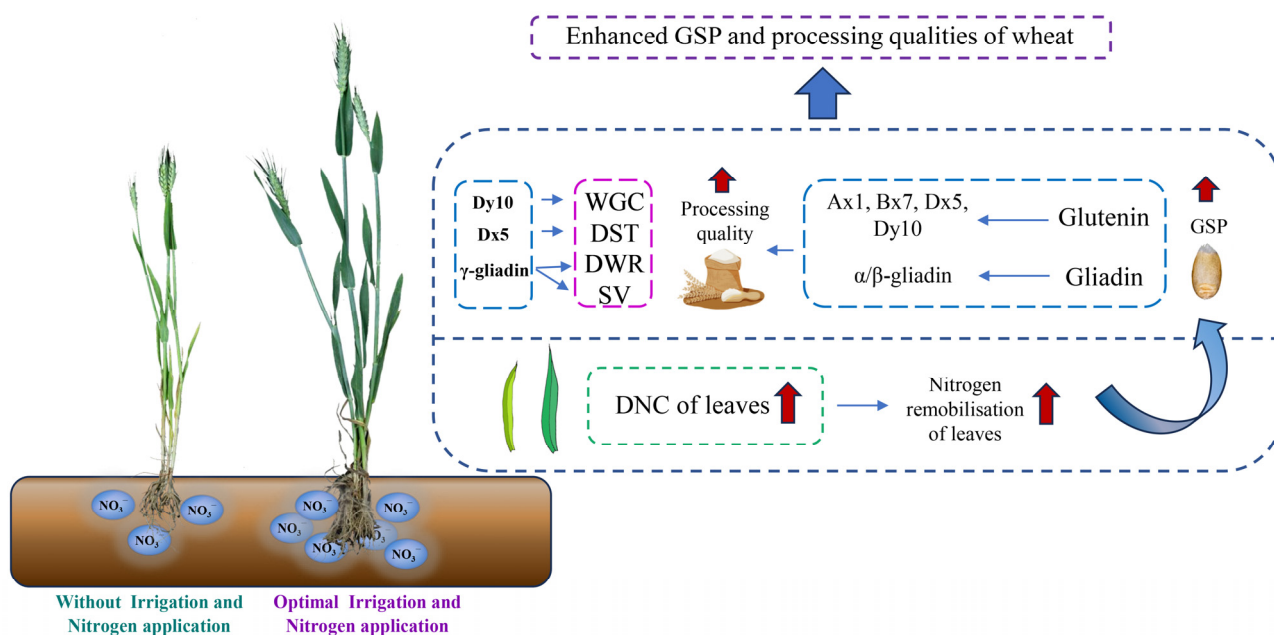 Enhanced GSP and processing qualities of wheat
Dy10
Dx5
γ-gliadin
WGC
DST
DWR
SV
Processing
quality
Ax1, Bx7, Dx5,
Dy10
Glutenin
α/β-gliadin
Gliadin
GSP
DNC of leaves
Nitrogen
remobilisation
of leaves
NO₃⁻
NO₃⁻
NO₃⁻
NO₃⁻
NO₃⁻
NO₃⁻
NO₃⁻
NO₃⁻
NO₃⁻
Without Irrigation and
Nitrogen application
Optimal Irrigation and
Nitrogen application